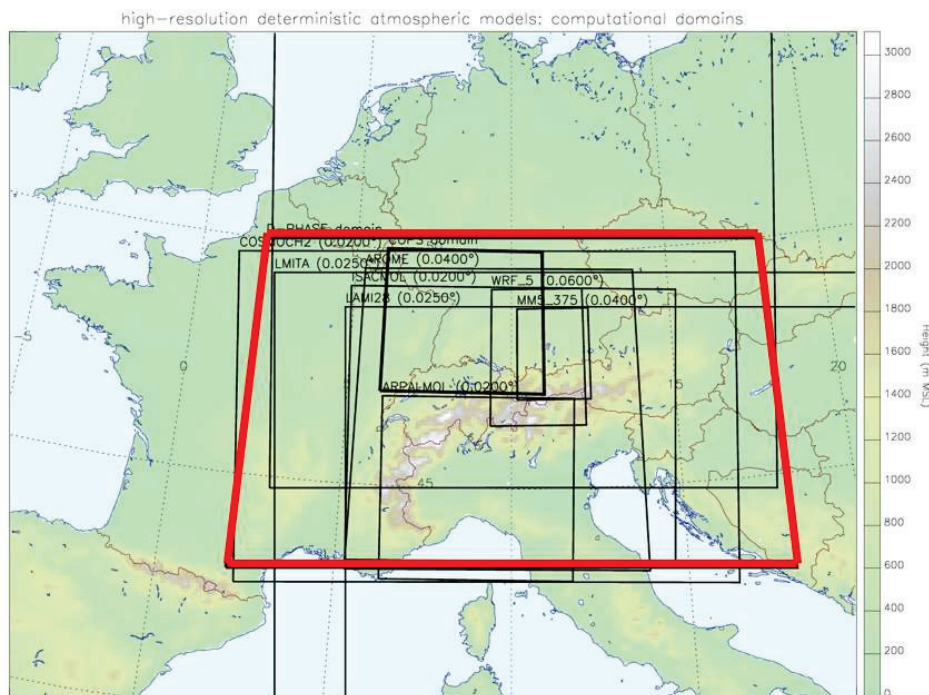 high-resolution deterministic atmospheric models: computational domains
D-PHASE domain
COSMOCH2 (0.0200°) COPS domain
AROME (0.0400°)
LMITA (0.0250°)
ISACMOL (0.0200°)
WRF_5 (0.0600°)
LAMI28 (0.0250°)
MM5_375 (0.0400°)
-5
0
15
20
ARPALMOL (0.0200°)
45
3000
2800
2600
2400
2200
2000
1800
1600
1400
1200
1000
800
600
400
200
0
Height (m MSL)